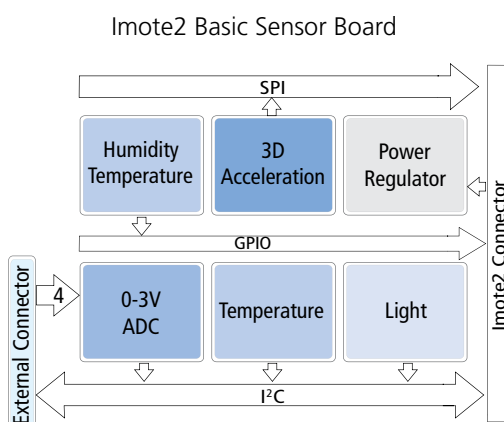 Imote2 Basic Sensor Board
SPI
Humidity
Temperature
3D
Acceleration
Power
Regulator
GPIO
External Connector
4
0-3V
ADC
Temperature
Light
I²C
Imote2 Connector